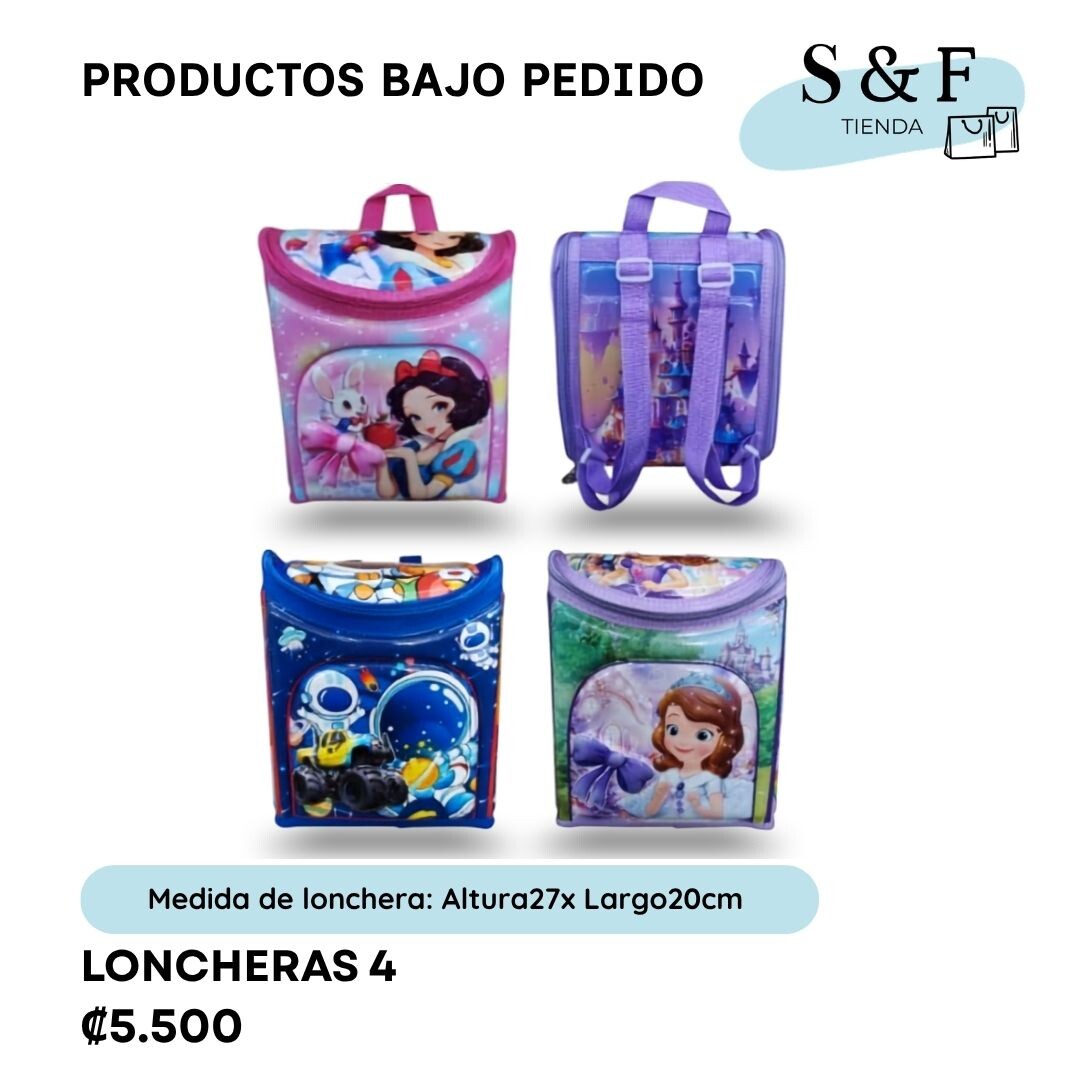 PRODUCTOS BAJO PEDIDO
S & F
TIENDA
Medida de lonchera: Altura27x Largo20cm
LONCHERAS 4
₡5.500